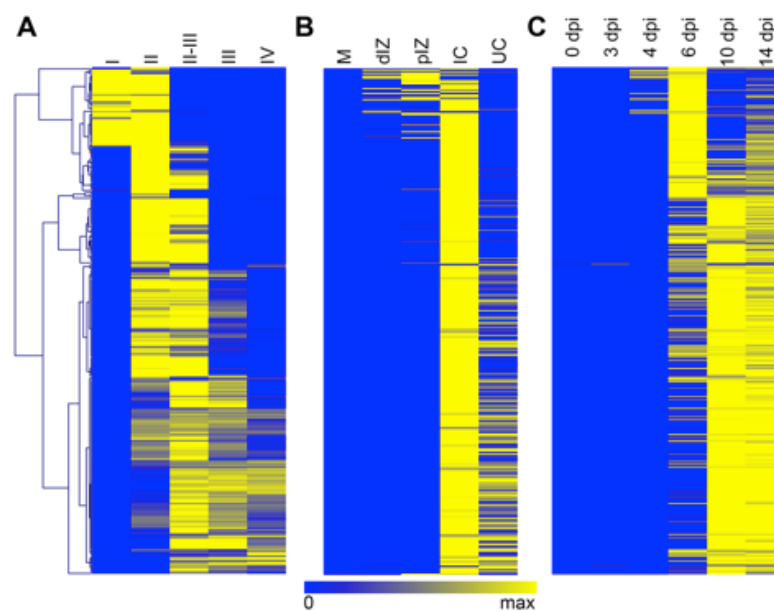 A
I
II
II-III
III
IV
B
M
dIZ
pIZ
IC
UC
C
0 dpi
3 dpi
4 dpi
6 dpi
10 dpi
14 dpi
0
max